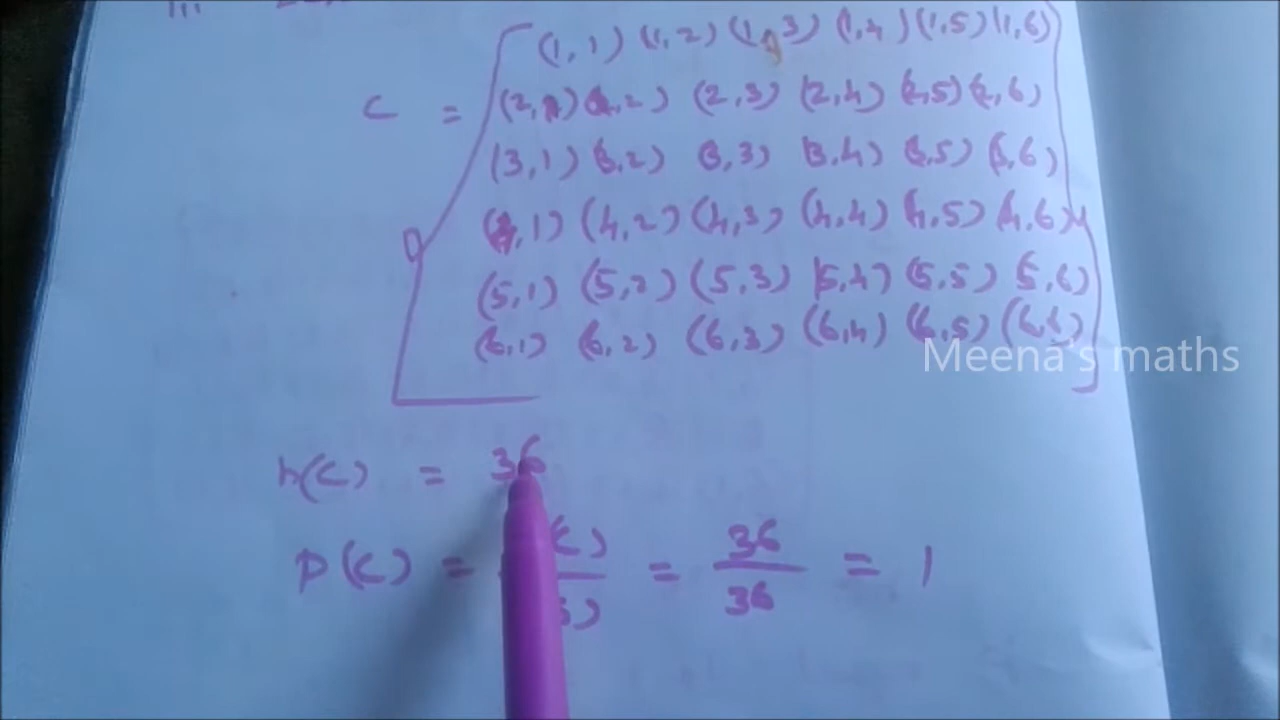 (1, 1) (1, 2) (1, 3) (1, 4) (1, 5) (1, 6)
C = (2, 1) (2, 2) (2, 3) (2, 4) (2, 5) (2, 6)
(3, 1) (3, 2) (3, 3) (3, 4) (3, 5) (3, 6)
(4, 1) (4, 2) (4, 3) (4, 4) (4, 5) (4, 6)
(5, 1) (5, 2) (5, 3) (5, 4) (5, 5) (5, 6)
(6, 1) (6, 2) (6, 3) (6, 4) (6, 5) (6, 6)
Meena's maths
n(C) = 36
P(C) = (C) / S) = 36 / 36 = 1